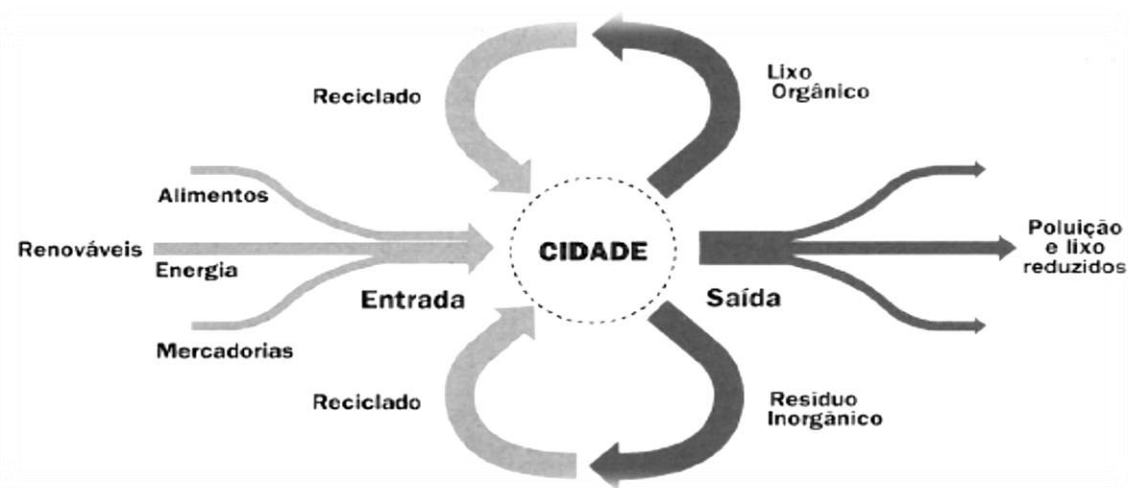 Reciclado
Lixo
Orgânico
Alimentos
Renováveis
Energia
Mercadorias
Entrada
CIDADE
Saída
Poluição
e lixo
reduzidos
Reciclado
Resíduo
Inorgânico